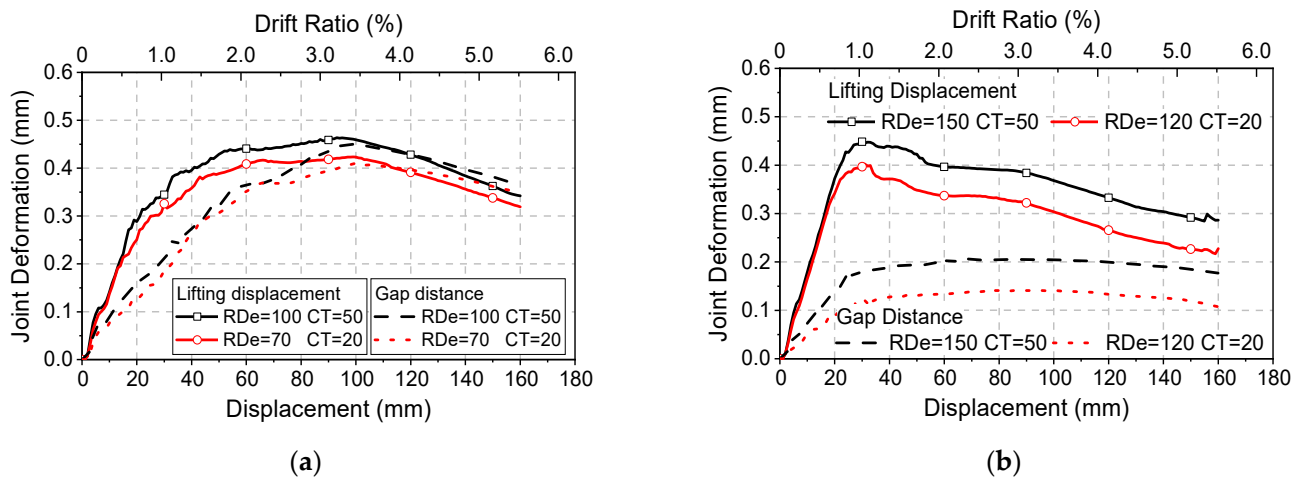 Drift Ratio (%)
0 1.0 2.0 3.0 4.0 5.0 6.0
Joint Deformation (mm)
0.6
0.5
0.4
0.3
0.2
0.1
0.0
Lifting displacement
RDe=100 CT=50
RDe=70 CT=20
Gap distance
RDe=100 CT=50
RDe=70 CT=20
0 20 40 60 80 100 120 140 160 180
Displacement (mm)
(a)
Drift Ratio (%)
0.0 1.0 2.0 3.0 4.0 5.0 6.0
Joint Deformation (mm)
0.6
0.5
0.4
0.3
0.2
0.1
0.0
Lifting Displacement
RDe=150 CT=50 RDe=120 CT=20
Gap Distance
RDe=150 CT=50 RDe=120 CT=20
0 20 40 60 80 100 120 140 160 180
Displacement (mm)
(b)